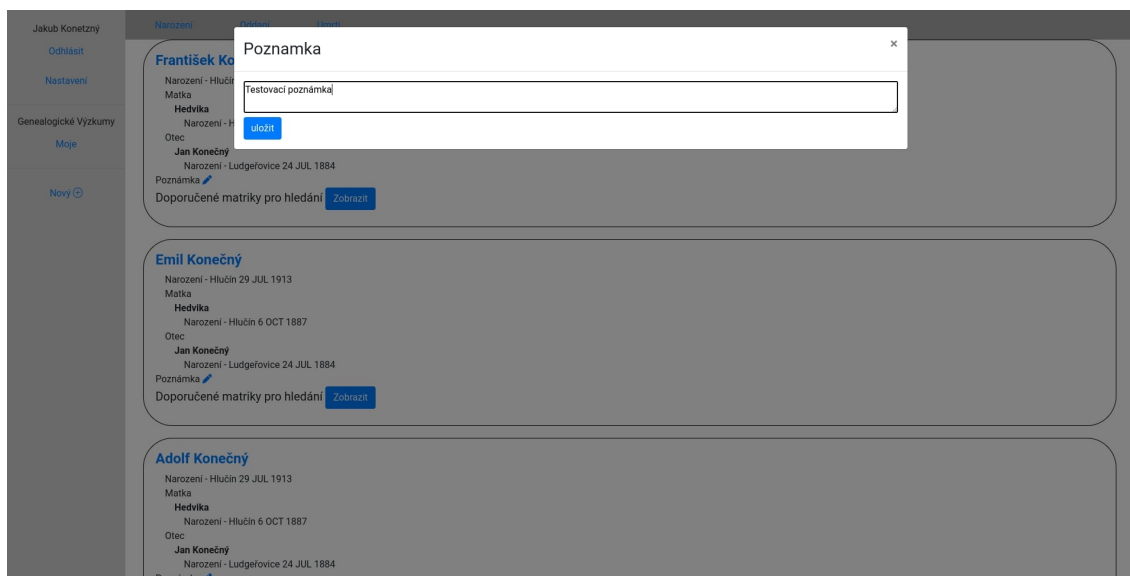 Jakub Konetzný
Odhlásit
Nastavení
Genealogické Výzkumy
Moje
Nový
Narození Oddaní Umrtí
Poznamka ×
Testovací poznámka
uložit
František Ko
Narození - Hlučín
Matka
Hedvika
Narození - H
Otec
Jan Konečný
Narození - Ludgeřovice 24 JUL 1884
Poznámka
Doporučené matriky pro hledání Zobrazit
Emil Konečný
Narození - Hlučín 29 JUL 1913
Matka
Hedvika
Narození - Hlučín 6 OCT 1887
Otec
Jan Konečný
Narození - Ludgeřovice 24 JUL 1884
Poznámka
Doporučené matriky pro hledání Zobrazit
Adolf Konečný
Narození - Hlučín 29 JUL 1913
Matka
Hedvika
Narození - Hlučín 6 OCT 1887
Otec
Jan Konečný
Narození - Ludgeřovice 24 JUL 1884